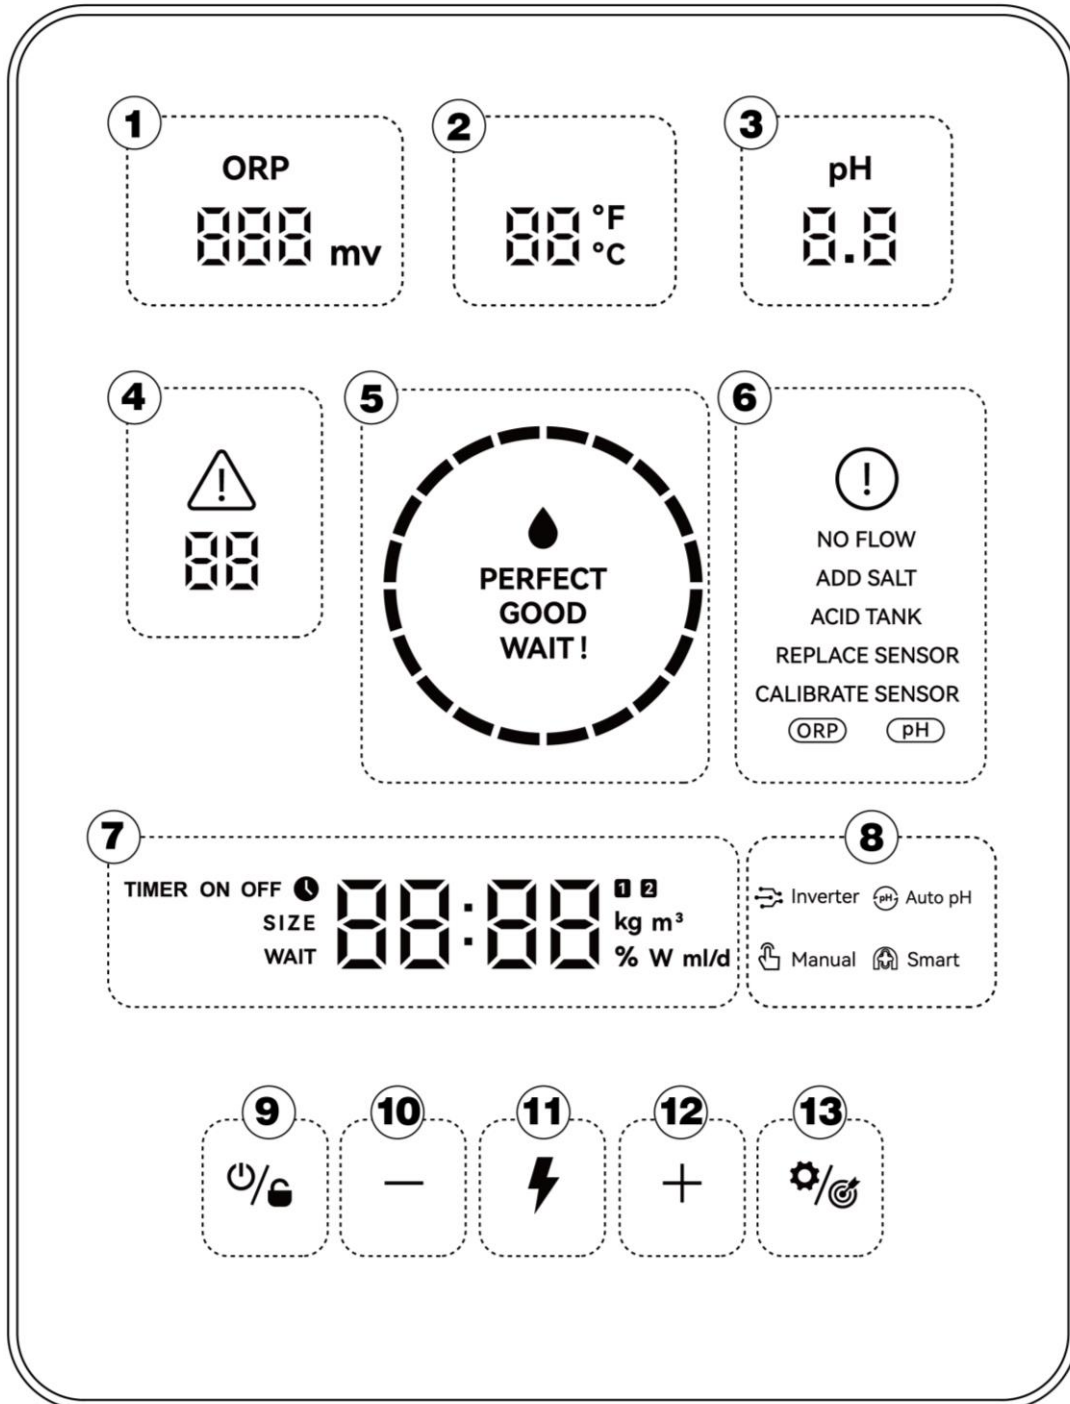 1
2
3
ORP
888 mv
88 °F
°C
pH
8.8
4
5
6
!
88
PERFECT
GOOD
WAIT !
!
NO FLOW
ADD SALT
ACID TANK
REPLACE SENSOR
CALIBRATE SENSOR
ORP pH
7
8
TIMER ON OFF
SIZE
WAIT
88:88
1 2
kg m³
% W ml/d
Inverter pH Auto pH
Manual Smart
9
10
11
12
13
− +